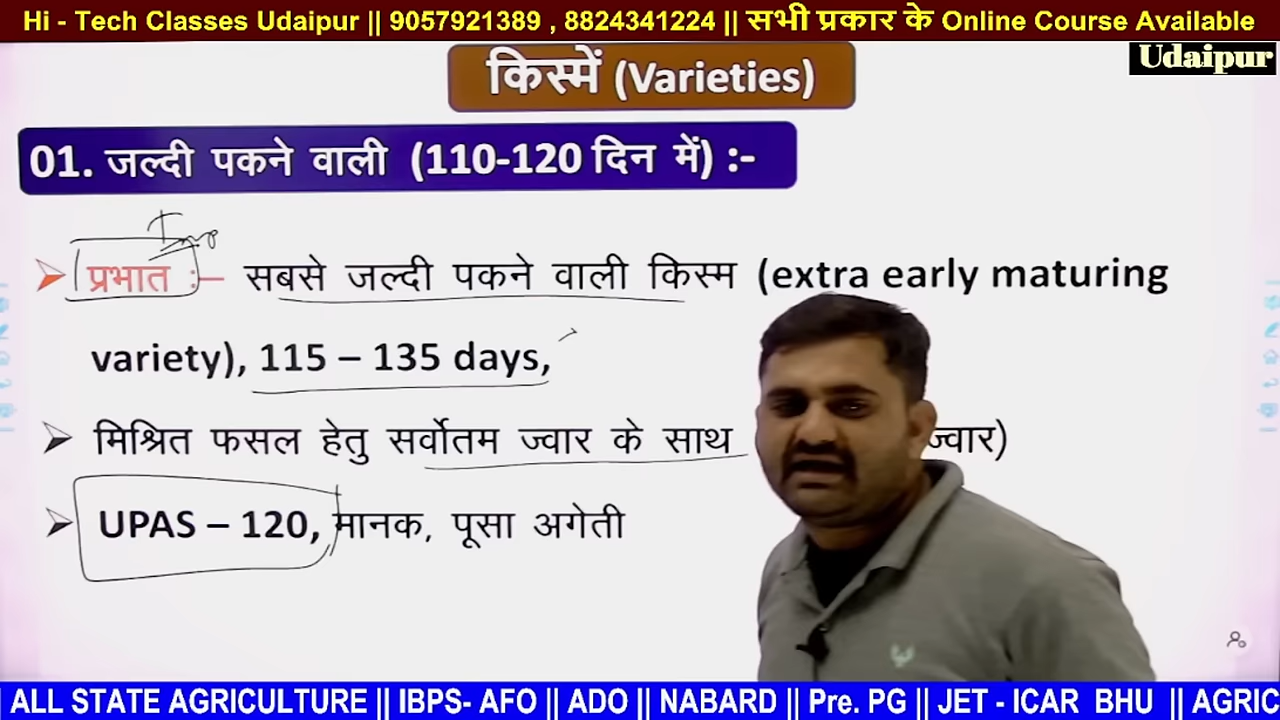 Hi - Tech Classes Udaipur || 9057921389 , 8824341224 || सभी प्रकार के Online Course Available
Udaipur
किस्में (Varieties)
01. जल्दी पकने वाली (110-120 दिन में) :-
Imp
प्रभात :– सबसे जल्दी पकने वाली किस्म (extra early maturing
variety), 115 – 135 days,
मिश्रित फसल हेतु सर्वोतम ज्वार के साथ ज्वार)
UPAS – 120, मानक, पूसा अगेती
ALL STATE AGRICULTURE || IBPS- AFO || ADO || NABARD || Pre. PG || JET - ICAR BHU || AGRIC